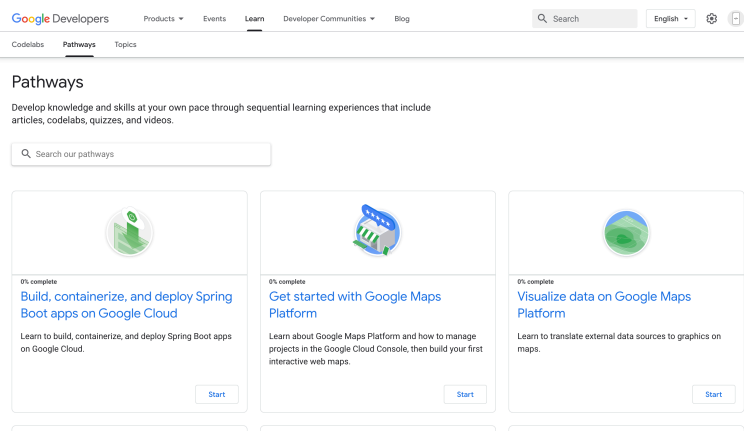 Google Developers
Products
Events
Learn
Developer Communities
Blog
Search
English
Codelabs
Pathways
Topics
Pathways
Develop knowledge and skills at your own pace through sequential learning experiences that include
articles, codelabs, quizzes, and videos.
Search our pathways
0% complete
Build, containerize, and deploy Spring
Boot apps on Google Cloud
Learn to build, containerize, and deploy Spring Boot apps
on Google Cloud.
Start
0% complete
Get started with Google Maps
Platform
Learn about Google Maps Platform and how to manage
projects in the Google Cloud Console, then build your first
interactive web maps.
Start
0% complete
Visualize data on Google Maps
Platform
Learn to translate external data sources to graphics on
maps.
Start